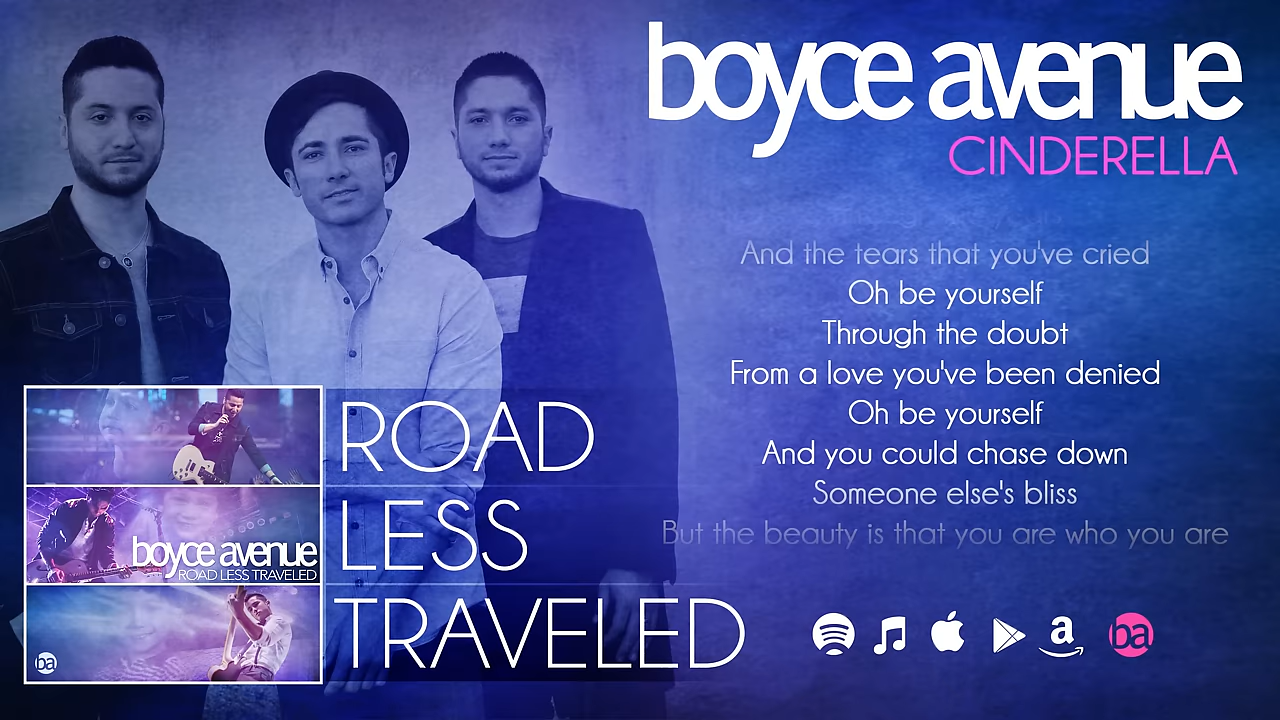 boyce avenue
CINDERELLA
And the tears that you've cried
Oh be yourself
Through the doubt
From a love you've been denied
Oh be yourself
And you could chase down
Someone else's bliss
But the beauty is that you are who you are
ROAD
LESS
TRAVELED
boyce avenue
ROAD LESS TRAVELED
ba
a
ba